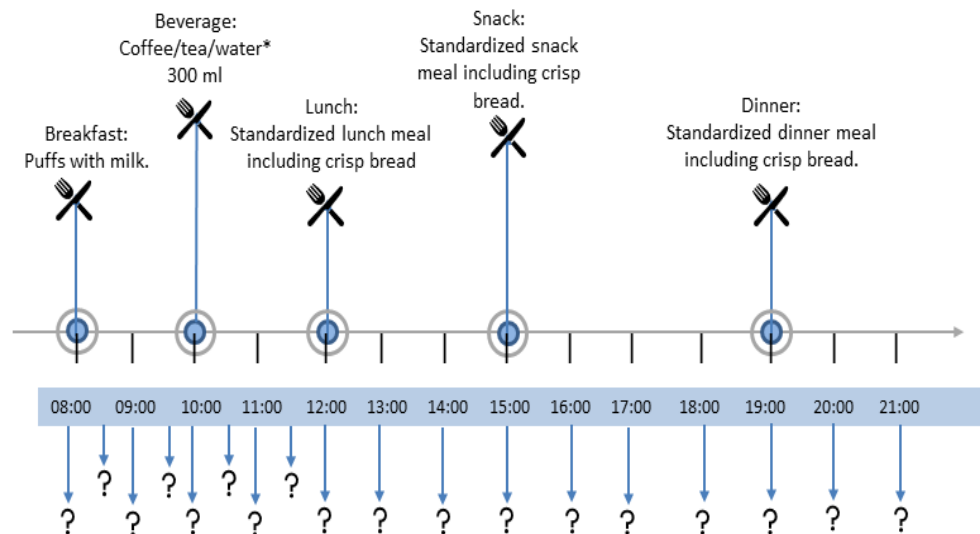 Beverage:
Coffee/tea/water*
300 ml
Snack:
Standardized snack
meal including crisp
bread.
Breakfast:
Puffs with milk.
Lunch:
Standardized lunch meal
including crisp bread
Dinner:
Standardized dinner meal
including crisp bread.
08:00 09:00 10:00 11:00 12:00 13:00 14:00 15:00 16:00 17:00 18:00 19:00 20:00 21:00
? ? ? ?
? ? ? ? ? ? ? ? ? ? ? ? ? ?